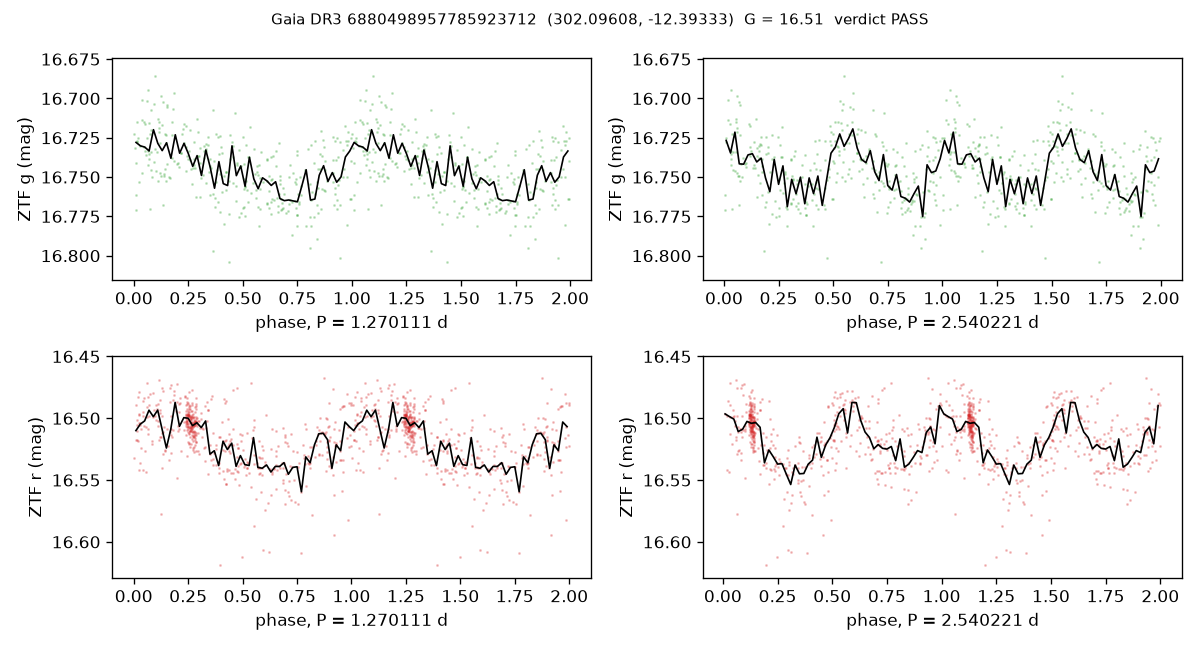 Gaia DR3 6880498957785923712 (302.09608, -12.39333) G = 16.51 verdict PASS
16.675
16.700
16.725
16.750
16.775
16.800
ZTF g (mag)
0.00 0.25 0.50 0.75 1.00 1.25 1.50 1.75 2.00
phase, P = 1.270111 d
16.675
16.700
16.725
16.750
16.775
16.800
ZTF g (mag)
0.00 0.25 0.50 0.75 1.00 1.25 1.50 1.75 2.00
phase, P = 2.540221 d
16.45
16.50
16.55
16.60
ZTF r (mag)
0.00 0.25 0.50 0.75 1.00 1.25 1.50 1.75 2.00
phase, P = 1.270111 d
16.45
16.50
16.55
16.60
ZTF r (mag)
0.00 0.25 0.50 0.75 1.00 1.25 1.50 1.75 2.00
phase, P = 2.540221 d